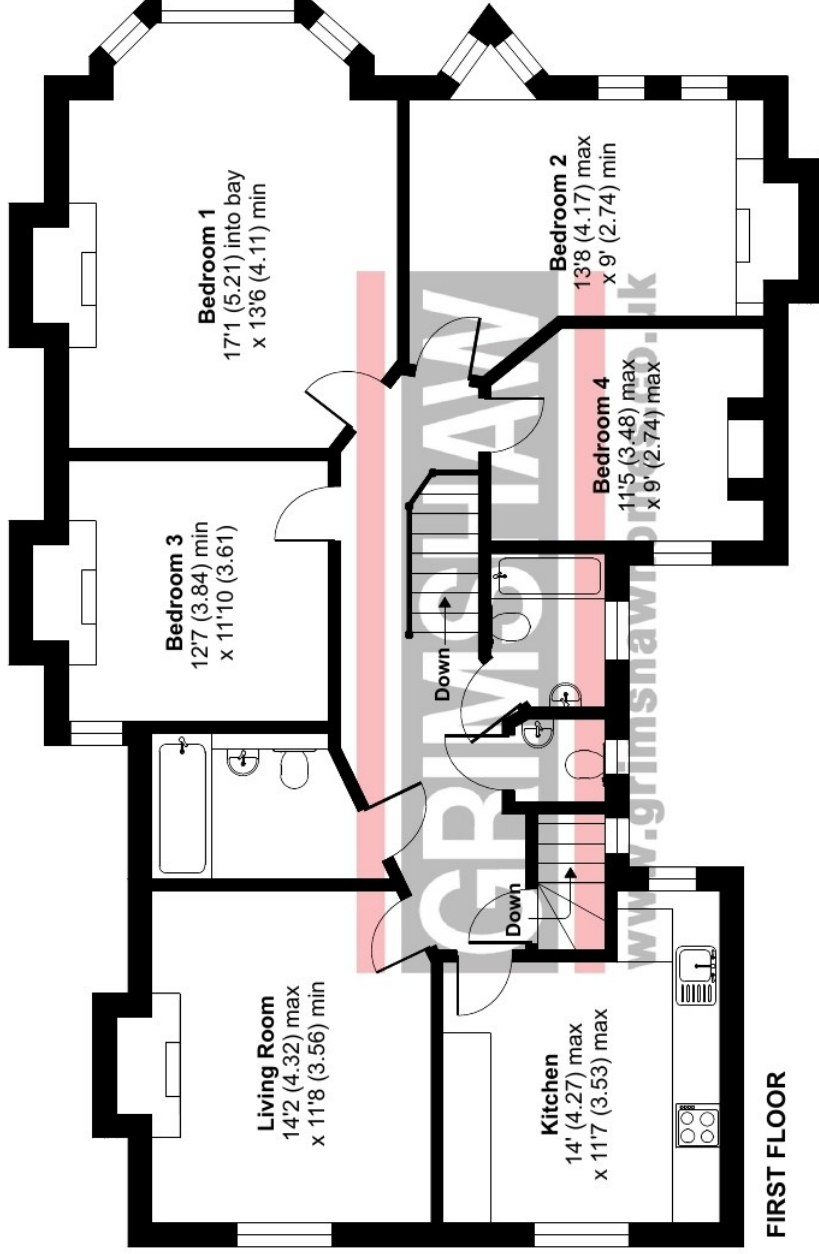 Bedroom 1
17'1 (5.21) into bay
x 13'6 (4.11) min
Bedroom 2
13'8 (4.17) max
x 9' (2.74) min
Bedroom 3
12'7 (3.84) min
x 11'10 (3.61)
Bedroom 4
11'5 (3.48) max
x 9' (2.74) max
Down
Down
Living Room
14'2 (4.32) max
x 11'8 (3.56) min
Kitchen
14' (4.27) max
x 11'7 (3.53) max
FIRST FLOOR
GRIMSHAW
www.grimshawhomes.co.uk